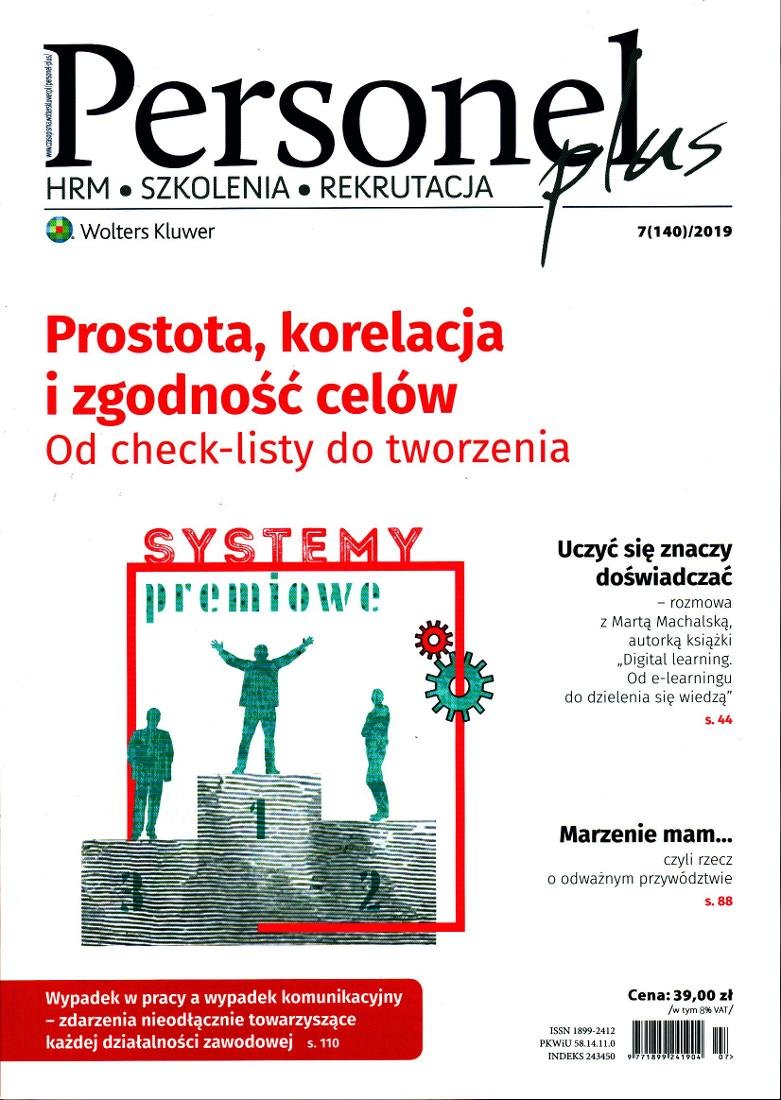 www.czasopisma.wolterskluwer.pl/personel-plus/
Personel
plus
HRM • SZKOLENIA • REKRUTACJA
Wolters Kluwer
7(140)/2019
Prostota, korelacja
i zgodność celów
Od check-listy do tworzenia
SYSTEMY
premiowe
1
3
2
Uczyć się znaczy
doświadczać
– rozmowa
z Martą Machalską,
autorką książki
„Digital learning.
Od e-learningu
do dzielenia się wiedzą”
s. 44
Marzenie mam...
czyli rzecz
o odważnym przywództwie
s. 88
Wypadek w pracy a wypadek komunikacyjny
– zdarzenia nieodłącznie towarzyszące
każdej działalności zawodowej s. 110
Cena: 39,00 zł
/w tym 8% VAT/
ISSN 1899-2412
PKWiU 58.14.11.0
INDEKS 243450
9 771899 241904 07>